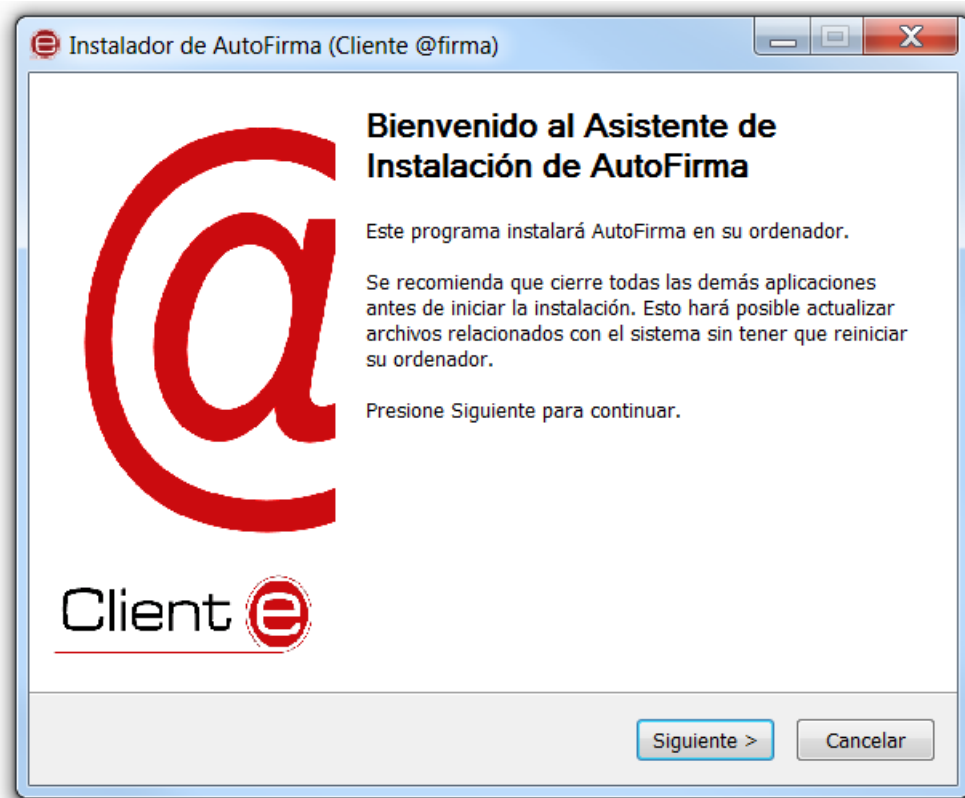 Instalador de AutoFirma (Cliente @firma)
Bienvenido al Asistente de
Instalación de AutoFirma
Este programa instalará AutoFirma en su ordenador.
Se recomienda que cierre todas las demás aplicaciones
antes de iniciar la instalación. Esto hará posible actualizar
archivos relacionados con el sistema sin tener que reiniciar
su ordenador.
Presione Siguiente para continuar.
@
Client e
Siguiente >
Cancelar